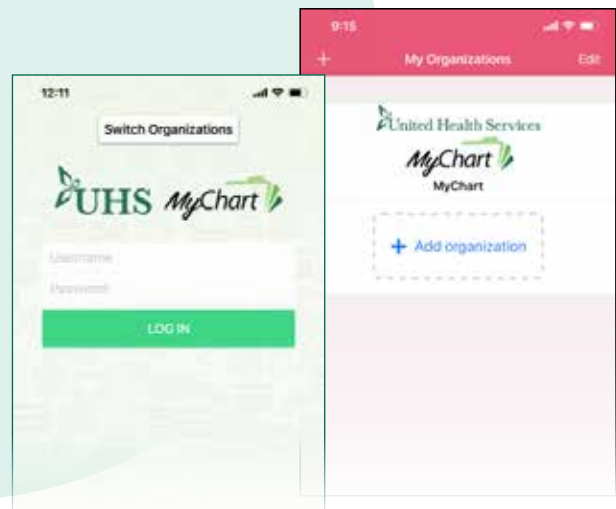 12:11
Switch Organizations
UHS MyChart
Username
Password
LOG IN
9:15
+ My Organizations Edit
United Health Services
MyChart
MyChart
+ Add organization